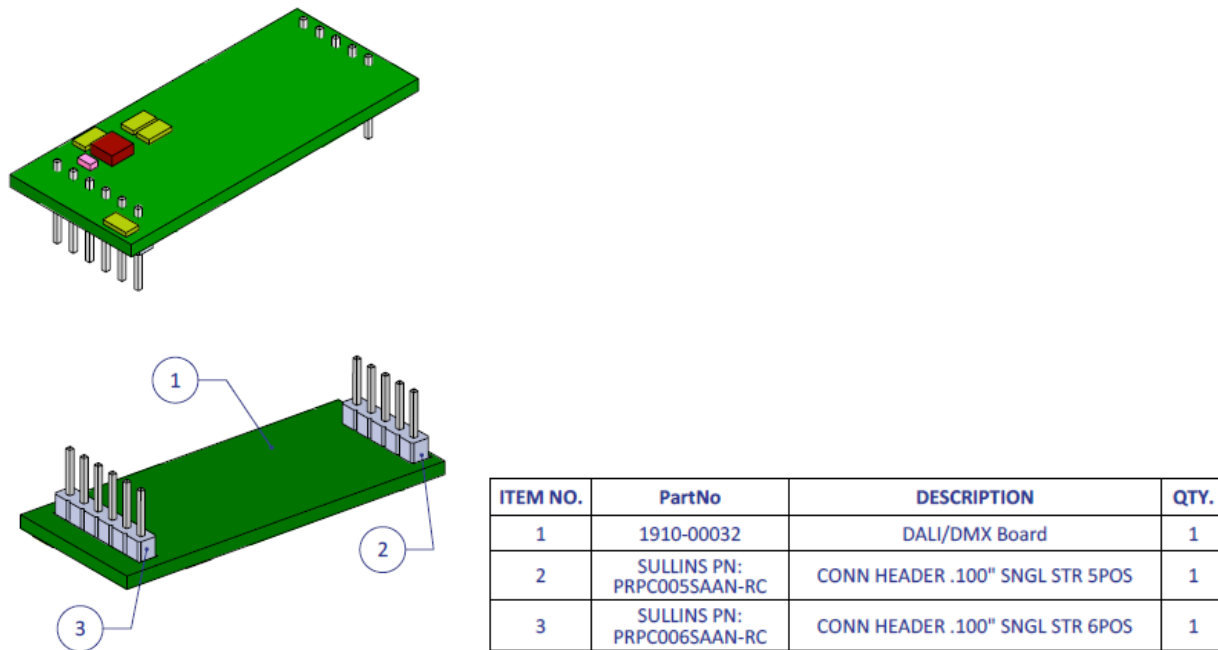 1
2
3
ITEM NO. PartNo DESCRIPTION QTY.
1 1910-00032 DALI/DMX Board 1
2 SULLINS PN: PRPC005SAAN-RC CONN HEADER .100" SNGL STR 5POS 1
3 SULLINS PN: PRPC006SAAN-RC CONN HEADER .100" SNGL STR 6POS 1